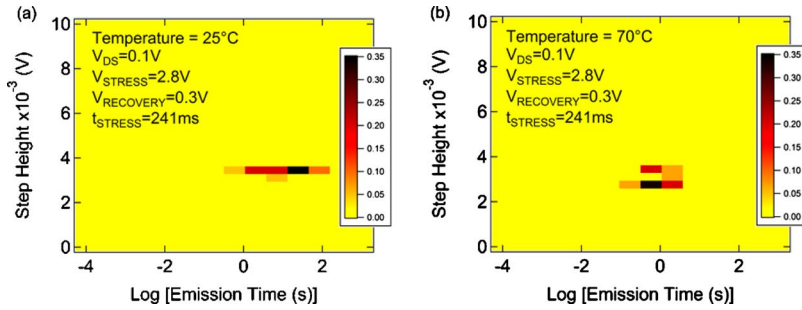 (a)
Temperature = 25°C
V_DS=0.1V
V_STRESS=2.8V
V_RECOVERY=0.3V
t_STRESS=241ms
10
8
6
4
2
0
Step Height x10^-3 (V)
-4
-2
0
2
Log [Emission Time (s)]
0.35
0.30
0.25
0.20
0.15
0.10
0.05
0.00
(b)
Temperature = 70°C
V_DS=0.1V
V_STRESS=2.8V
V_RECOVERY=0.3V
t_STRESS=241ms
10
8
6
4
2
0
Step Height x10^-3 (V)
-4
-2
0
2
Log [Emission Time (s)]
0.35
0.30
0.25
0.20
0.15
0.10
0.05
0.00